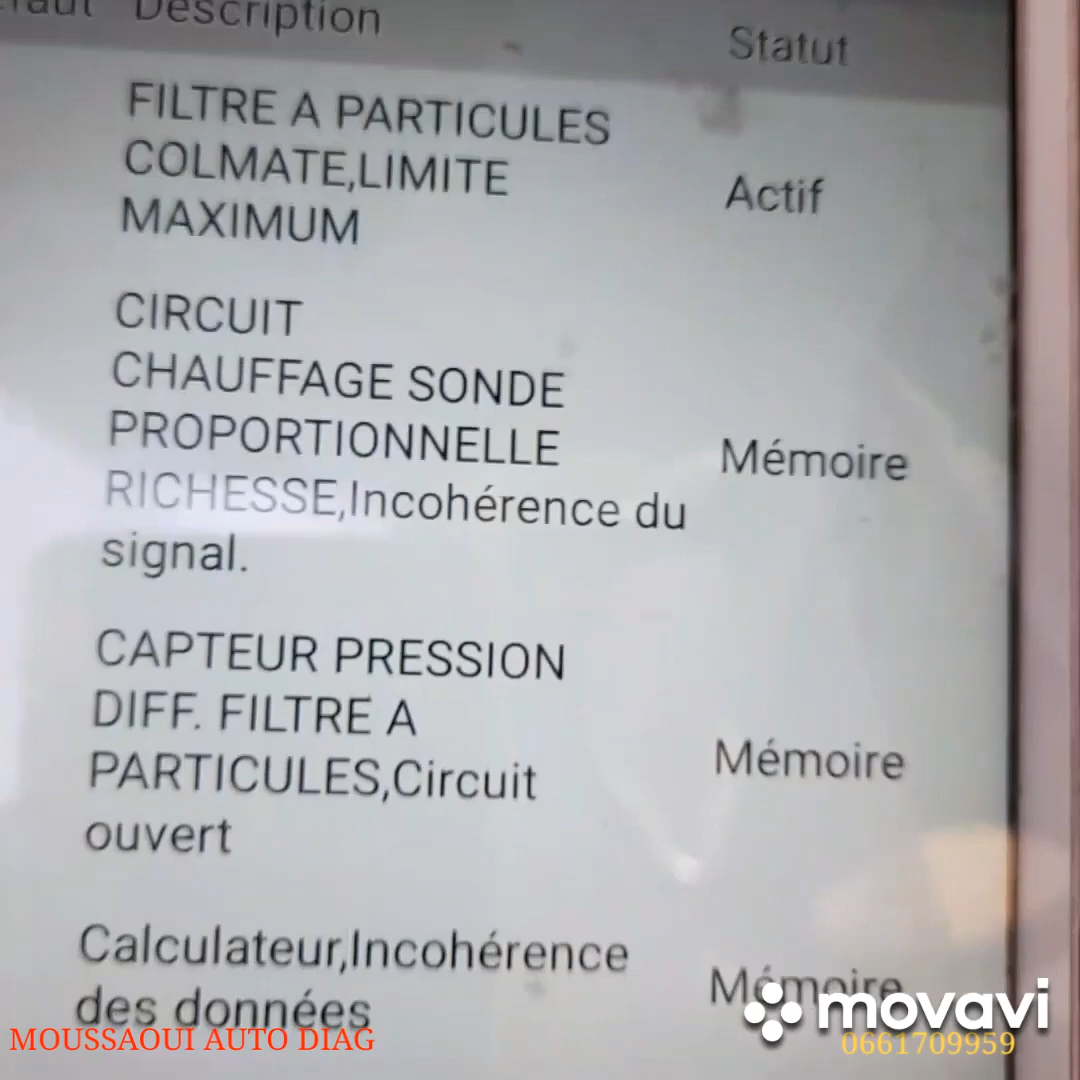 Description
Statut
FILTRE A PARTICULES
COLMATE,LIMITE
MAXIMUM
Actif
CIRCUIT
CHAUFFAGE SONDE
PROPORTIONNELLE
RICHESSE,Incohérence du
signal.
Mémoire
CAPTEUR PRESSION
DIFF. FILTRE A
PARTICULES,Circuit
ouvert
Mémoire
Calculateur,Incohérence
des données
Mémoire
movavi
MOUSSAOUI AUTO DIAG
0661709959